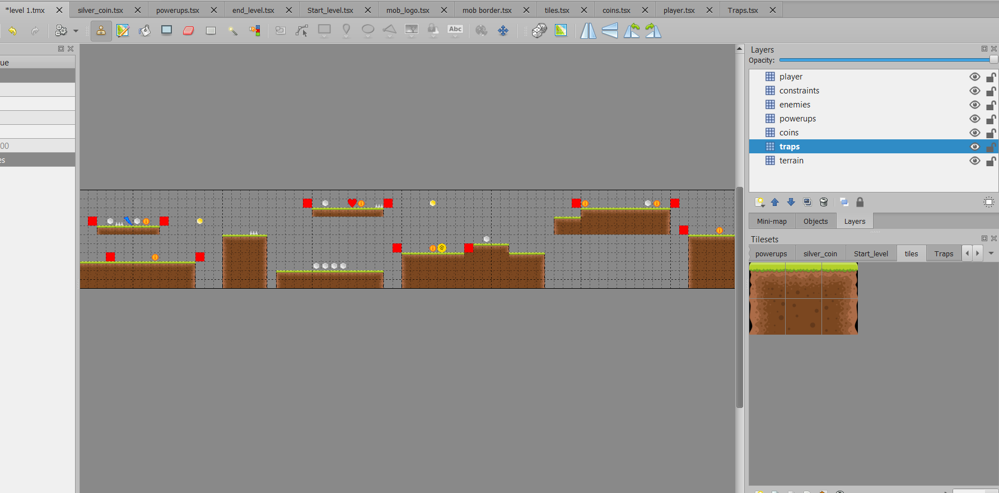 *level 1.tmx silver_coin.tsx powerups.tsx end_level.tsx Start_level.tsx mob_logo.tsx mob border.tsx tiles.tsx coins.tsx player.tsx Traps.tsx
Abc
ue
00
es
Layers
Opacity:
player
constraints
enemies
powerups
coins
traps
terrain
Mini-map Objects Layers
Tilesets
powerups silver_coin Start_level tiles Traps